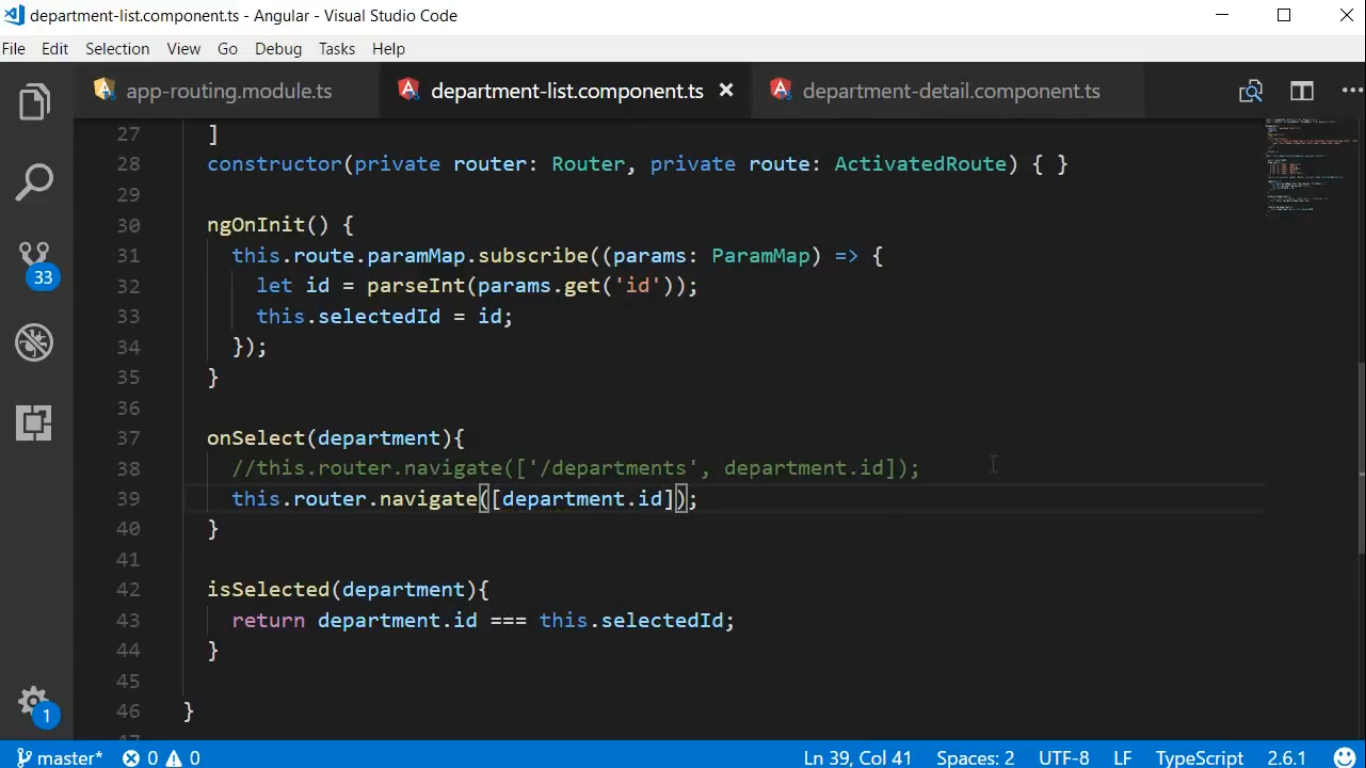 department-list.component.ts - Angular - Visual Studio Code
File Edit Selection View Go Debug Tasks Help
app-routing.module.ts department-list.component.ts department-detail.component.ts
27 ]
28 constructor(private router: Router, private route: ActivatedRoute) { }
29
30 ngOnInit() {
31 this.route.paramMap.subscribe((params: ParamMap) => {
32 let id = parseInt(params.get('id'));
33 this.selectedId = id;
34 });
35 }
36
37 onSelect(department){
38 //this.router.navigate(['/departments', department.id]);
39 this.router.navigate([department.id]);
40 }
41
42 isSelected(department){
43 return department.id === this.selectedId;
44 }
45
46 }
33
1
master* 0 0 Ln 39, Col 41 Spaces: 2 UTF-8 LF TypeScript 2.6.1